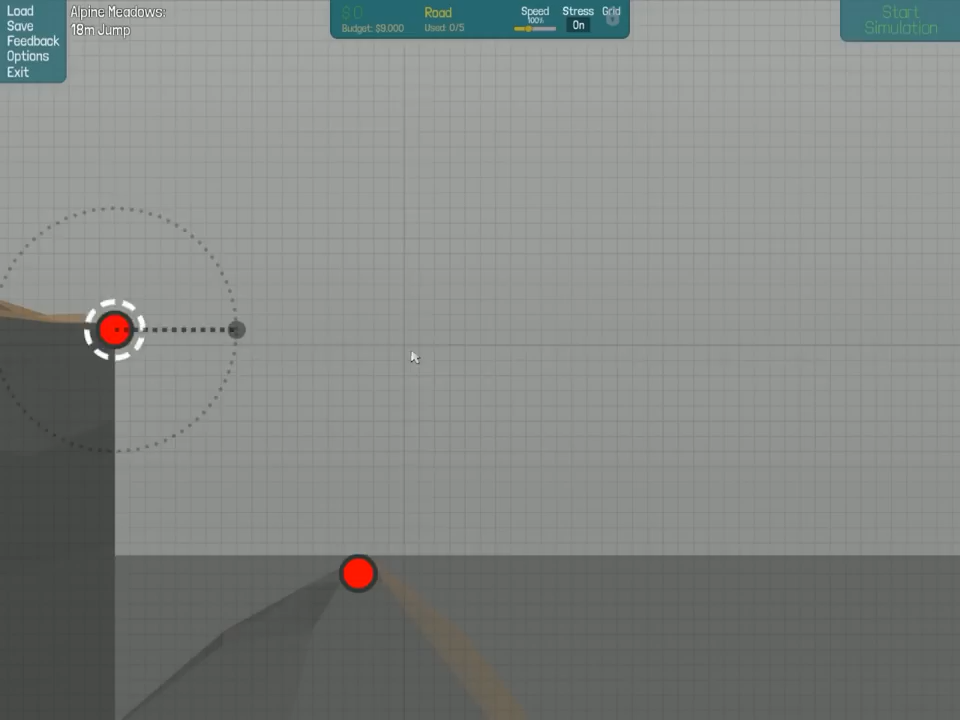 Load
Save
Feedback
Options
Exit
Alpine Meadows:
18m Jump
$0
Budget: $9,000
Road
Used: 0/5
Speed
100%
Stress
On
Grid
Start
Simulation